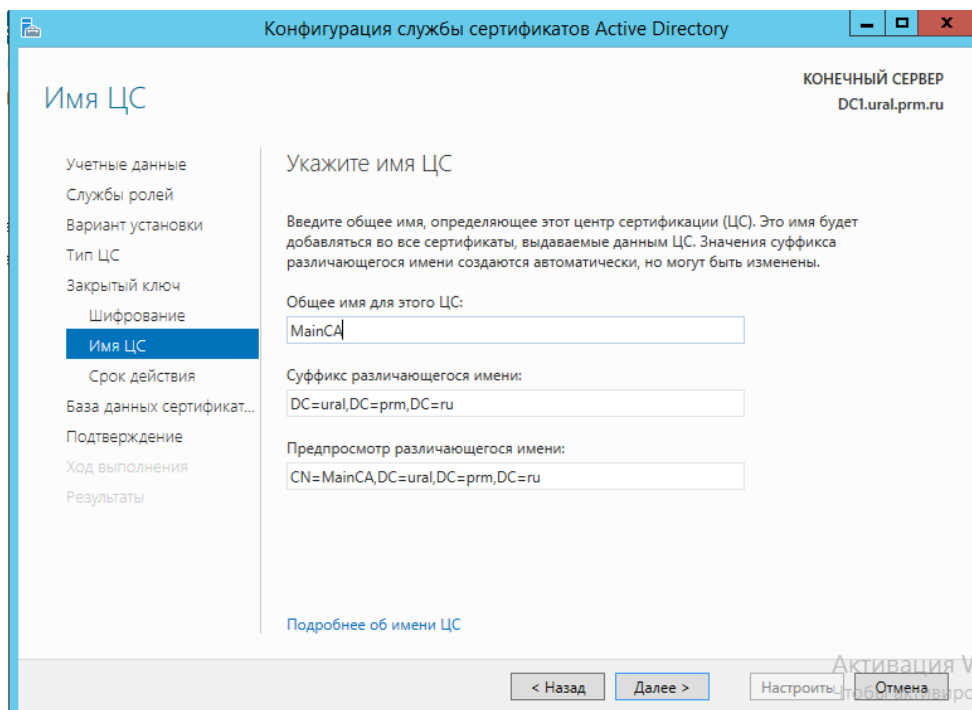 Конфигурация службы сертификатов Active Directory
Имя ЦС
КОНЕЧНЫЙ СЕРВЕР
DC1.ural.prm.ru
Учетные данные
Службы ролей
Вариант установки
Тип ЦС
Закрытый ключ
Шифрование
Имя ЦС
Срок действия
База данных сертификат...
Подтверждение
Ход выполнения
Результаты
Укажите имя ЦС
Введите общее имя, определяющее этот центр сертификации (ЦС). Это имя будет
добавляться во все сертификаты, выдаваемые данным ЦС. Значения суффикса
различающегося имени создаются автоматически, но могут быть изменены.
Общее имя для этого ЦС:
MainCA
Суффикс различающегося имени:
DC=ural,DC=prm,DC=ru
Предпросмотр различающегося имени:
CN=MainCA,DC=ural,DC=prm,DC=ru
Подробнее об имени ЦС
Активация
< Назад
Далее >
Настроить
Отмена